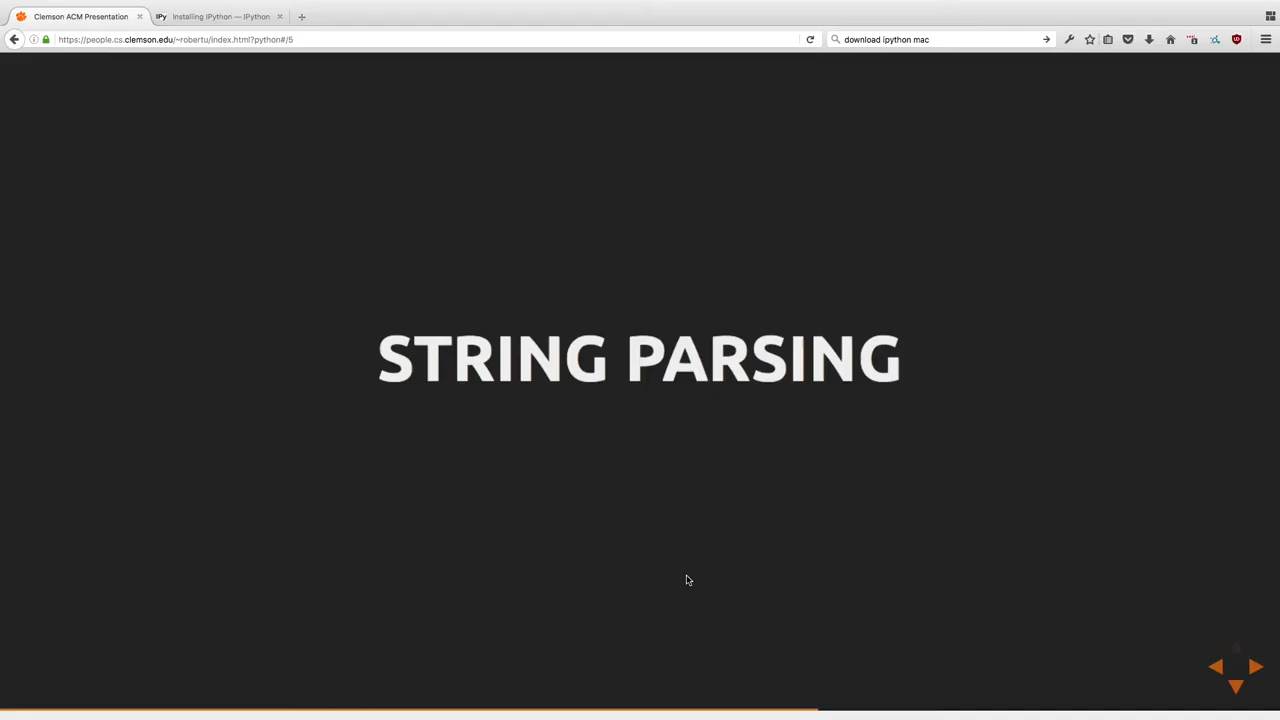 Clemson ACM Presentation
IPy Installing IPython — IPython
https://people.cs.clemson.edu/~robertu/index.html?python#/5
download ipython mac
STRING PARSING